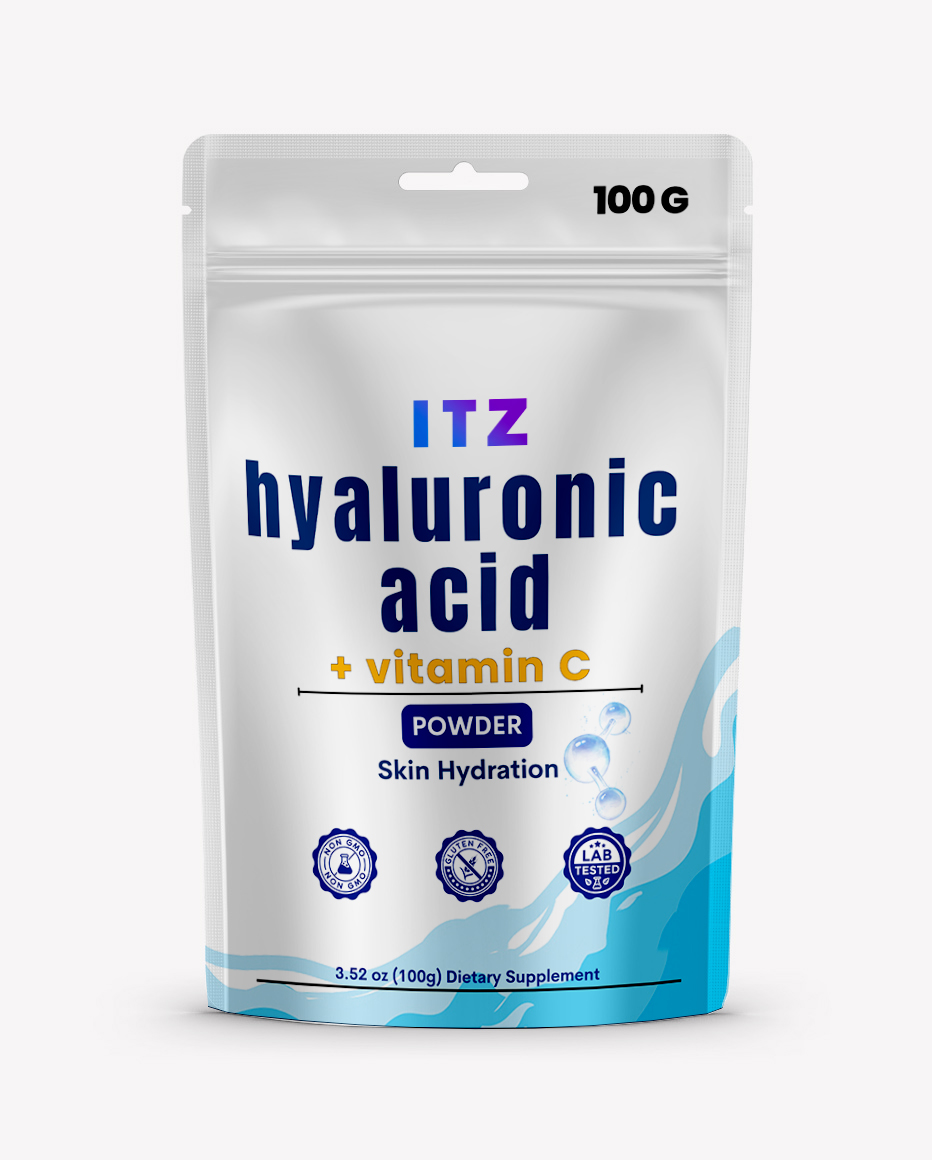 100 G
ITZ
hyaluronic
acid
+ vitamin C
POWDER
Skin Hydration
NON GMO
NON GMO
GLUTEN FREE
LAB
TESTED
3.52 oz (100g) Dietary Supplement